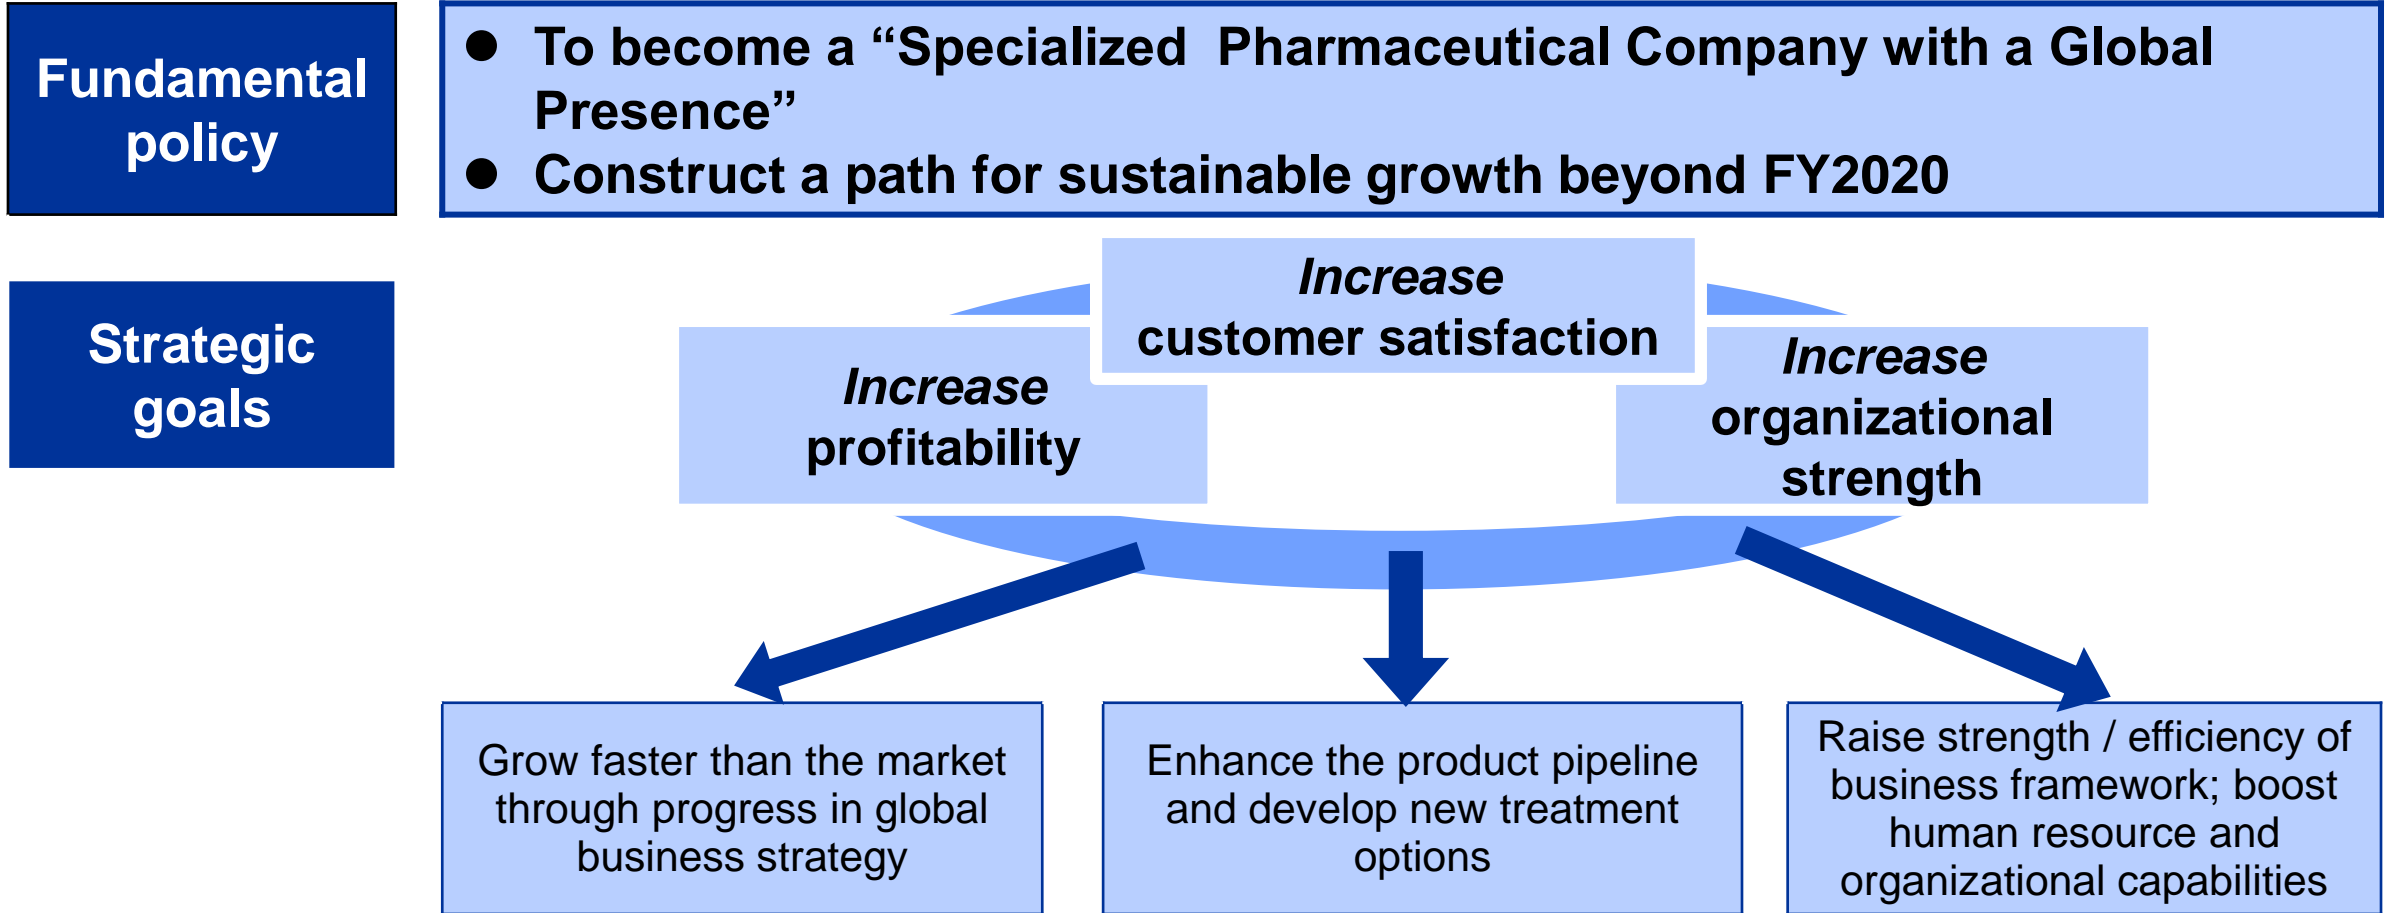 Fundamental
policy
● To become a “Specialized  Pharmaceutical Company with a Global
Presence”
● Construct a path for sustainable growth beyond FY2020
Strategic
goals
Increase
customer satisfaction
Increase
profitability
Increase
organizational
strength
Grow faster than the market
through progress in global
business strategy
Enhance the product pipeline
and develop new treatment
options
Raise strength / efficiency of
business framework; boost
human resource and
organizational capabilities